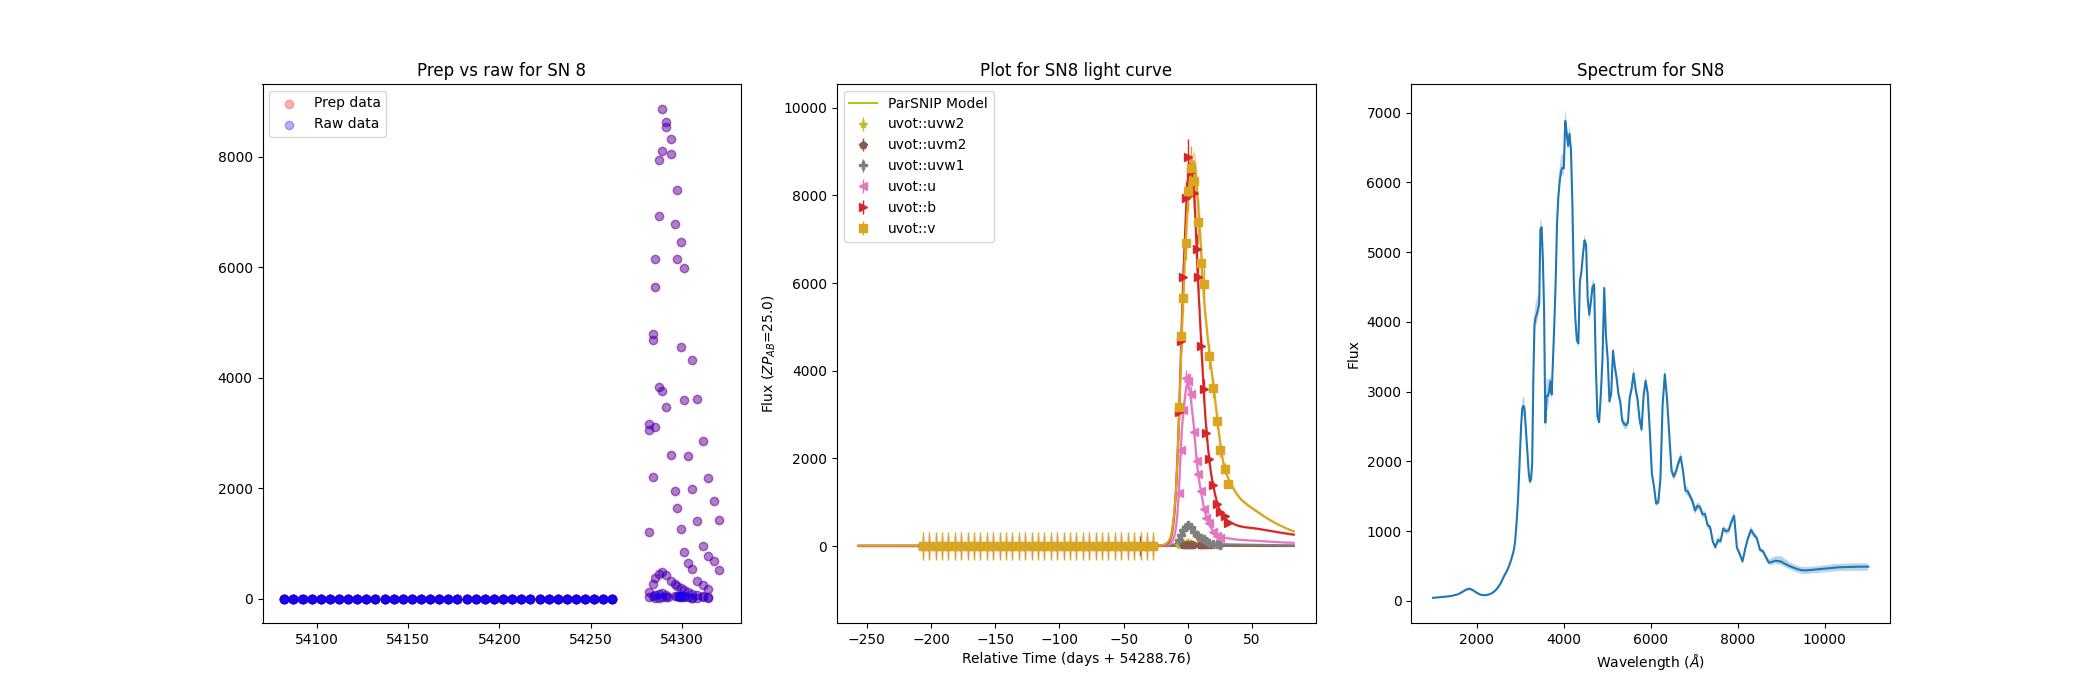 Prep vs raw for SN 8
Prep data
Raw data
8000
6000
4000
2000
0
54100
54150
54200
54250
54300
Plot for SN8 light curve
ParSNIP Model
uvot::uvw2
uvot::uvm2
uvot::uvw1
uvot::u
uvot::b
uvot::v
Flux (ZP_AB=25.0)
10000
8000
6000
4000
2000
0
−250
−200
−150
−100
−50
0
50
Relative Time (days + 54288.76)
Spectrum for SN8
Flux
7000
6000
5000
4000
3000
2000
1000
0
2000
4000
6000
8000
10000
Wavelength (Å)